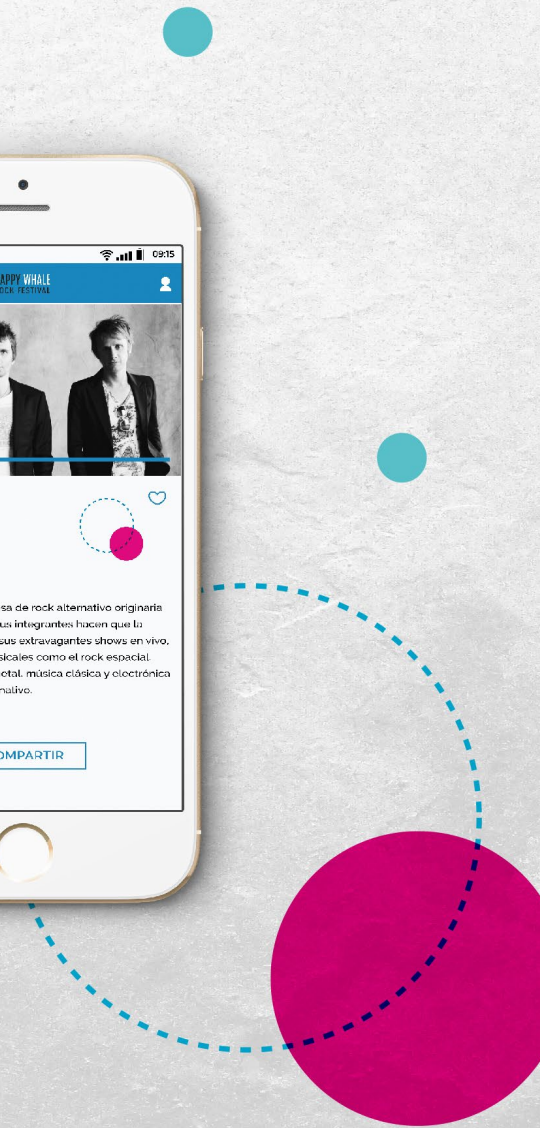 09:15
APPY WHALE
OCK FESTIVAL
sa de rock alternativo originaria
us integrantes hacen que la
sus extravagantes shows en vivo,
sicales como el rock espacial,
etal, música clásica y electrónica
nativo.
OMPARTIR